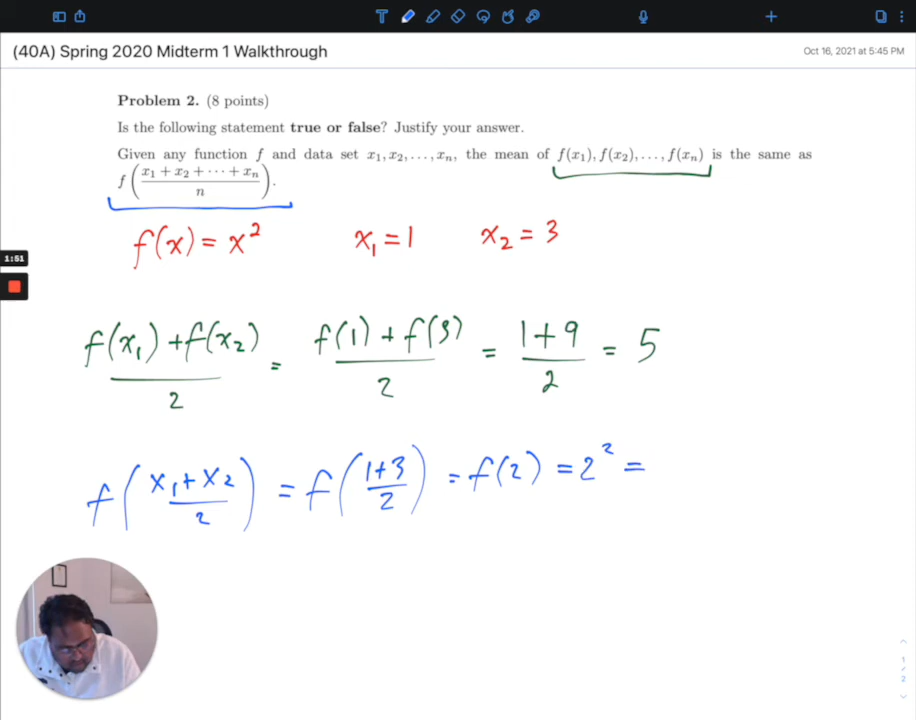 (40A) Spring 2020 Midterm 1 Walkthrough
Oct 16, 2021 at 5:45 PM
Problem 2. (8 points)
Is the following statement true or false? Justify your answer.
Given any function f and data set x₁, x₂, . . . , xₙ, the mean of f(x₁), f(x₂), . . . , f(xₙ) is the same as
f((x₁ + x₂ + ⋯ + xₙ)/n).
f(x) = x² x₁ = 1 x₂ = 3
1:51
(f(x₁) + f(x₂))/2 = (f(1) + f(3))/2 = (1+9)/2 = 5
f((x₁+x₂)/2) = f((1+3)/2) = f(2) = 2² =
1
/
2